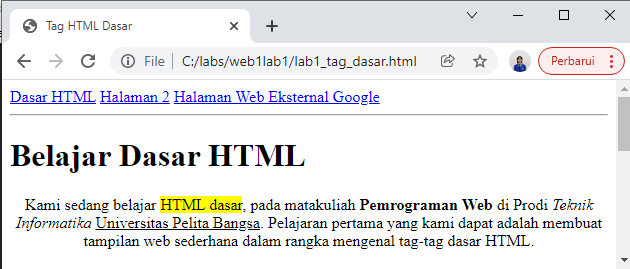 Tag HTML Dasar
File
C:/labs/web1lab1/lab1_tag_dasar.html
Perbarui
Dasar HTML Halaman 2 Halaman Web Eksternal Google
Belajar Dasar HTML
Kami sedang belajar HTML dasar, pada matakuliah Pemrograman Web di Prodi Teknik
Informatika Universitas Pelita Bangsa. Pelajaran pertama yang kami dapat adalah membuat
tampilan web sederhana dalam rangka mengenal tag-tag dasar HTML.